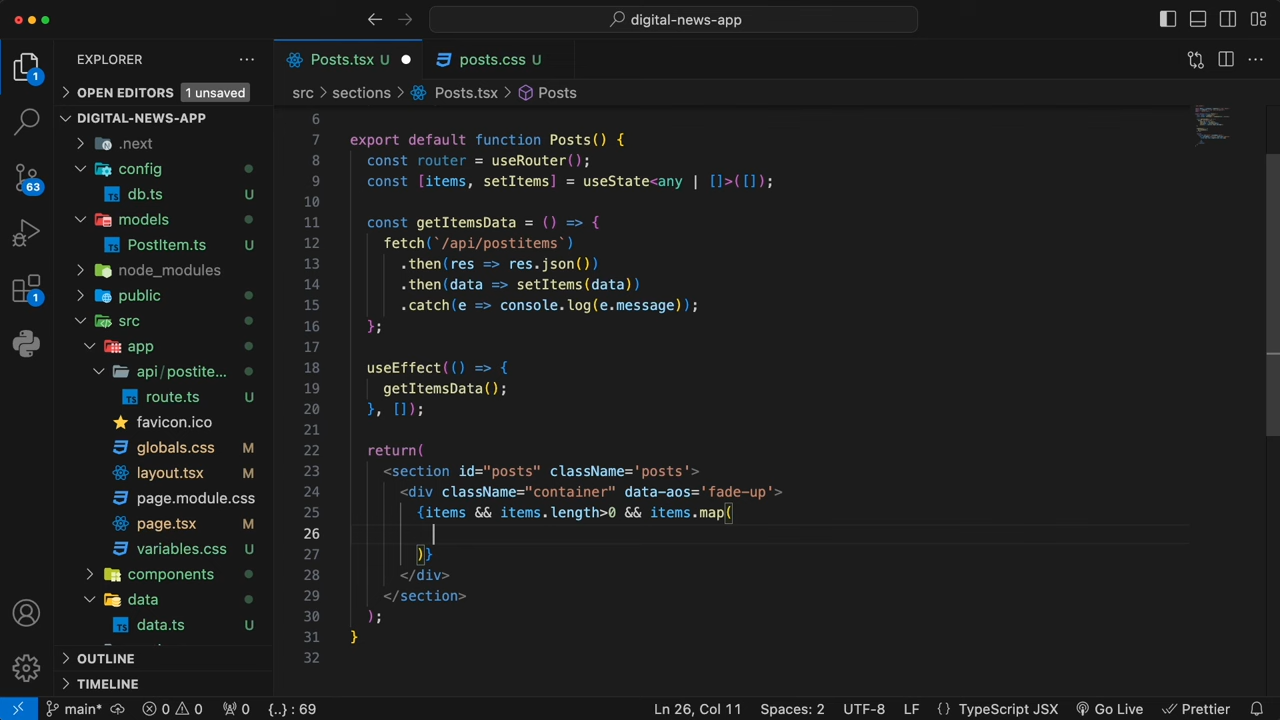 digital-news-app
EXPLORER
OPEN EDITORS 1 unsaved
DIGITAL-NEWS-APP
.next
config
db.ts U
models
PostItem.ts U
node_modules
public
src
app
api/postite...
route.ts U
favicon.ico
globals.css M
layout.tsx M
page.module.css
page.tsx M
variables.css M
components
data
data.ts U
OUTLINE
TIMELINE
1
63
1
Posts.tsx U
posts.css U
src > sections > Posts.tsx > Posts
6
7 export default function Posts() {
8 const router = useRouter();
9 const [items, setItems] = useState<any | []>([]);
10
11 const getItemsData = () => {
12 fetch(`/api/postitems`)
13 .then(res => res.json())
14 .then(data => setItems(data))
15 .catch(e => console.log(e.message));
16 };
17
18 useEffect(() => {
19 getItemsData();
20 }, []);
21
22 return(
23 <section id="posts" className='posts'>
24 <div className="container" data-aos='fade-up'>
25 {items && items.length>0 && items.map(
26
27 )}
28 </div>
29 </section>
30 );
31 }
32
main* 0 0 0 {..} : 69 Ln 26, Col 11 Spaces: 2 UTF-8 LF {} TypeScript JSX Go Live Prettier